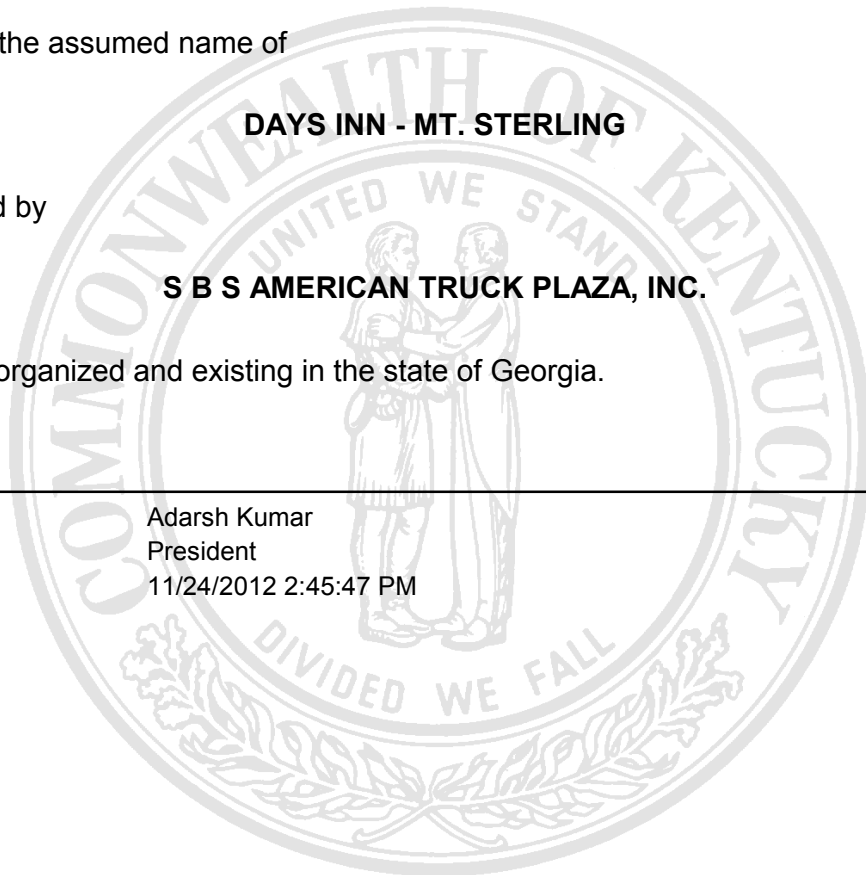 the assumed name of
DAYS INN - MT. STERLING
d by
S B S AMERICAN TRUCK PLAZA, INC.
organized and existing in the state of Georgia.
Adarsh Kumar
President
11/24/2012 2:45:47 PM
COMMONWEALTH OF KENTUCKY
UNITED WE STAND
DIVIDED WE FALL